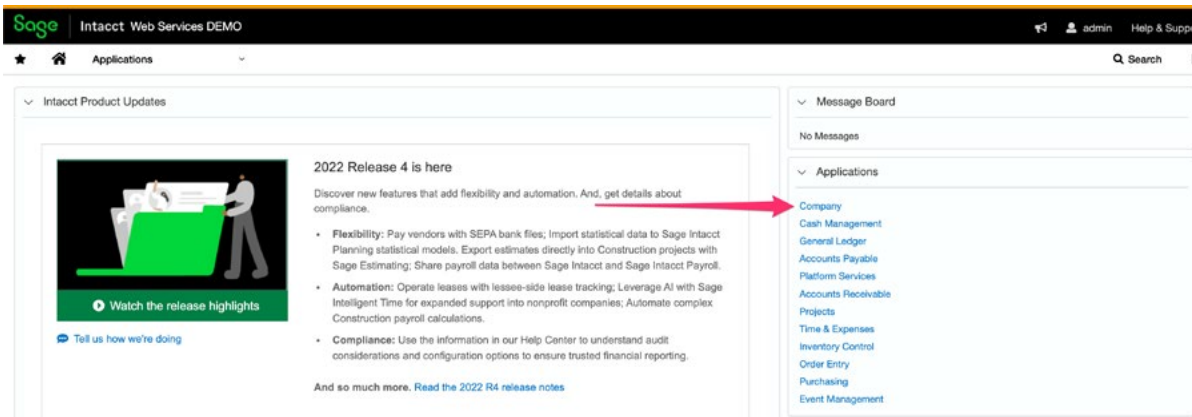 Sage Intacct Web Services DEMO admin Help & Supp
Applications Search
Intacct Product Updates
2022 Release 4 is here
Discover new features that add flexibility and automation. And, get details about
compliance.
• Flexibility: Pay vendors with SEPA bank files; Import statistical data to Sage Intacct
Planning statistical models. Export estimates directly into Construction projects with
Sage Estimating; Share payroll data between Sage Intacct and Sage Intacct Payroll.
• Automation: Operate leases with lessee-side lease tracking; Leverage AI with Sage
Intelligent Time for expanded support into nonprofit companies; Automate complex
Construction payroll calculations.
• Compliance: Use the information in our Help Center to understand audit
considerations and configuration options to ensure trusted financial reporting.
And so much more. Read the 2022 R4 release notes
Watch the release highlights
Tell us how we're doing
Message Board
No Messages
Applications
Company
Cash Management
General Ledger
Accounts Payable
Platform Services
Accounts Receivable
Projects
Time & Expenses
Inventory Control
Order Entry
Purchasing
Event Management